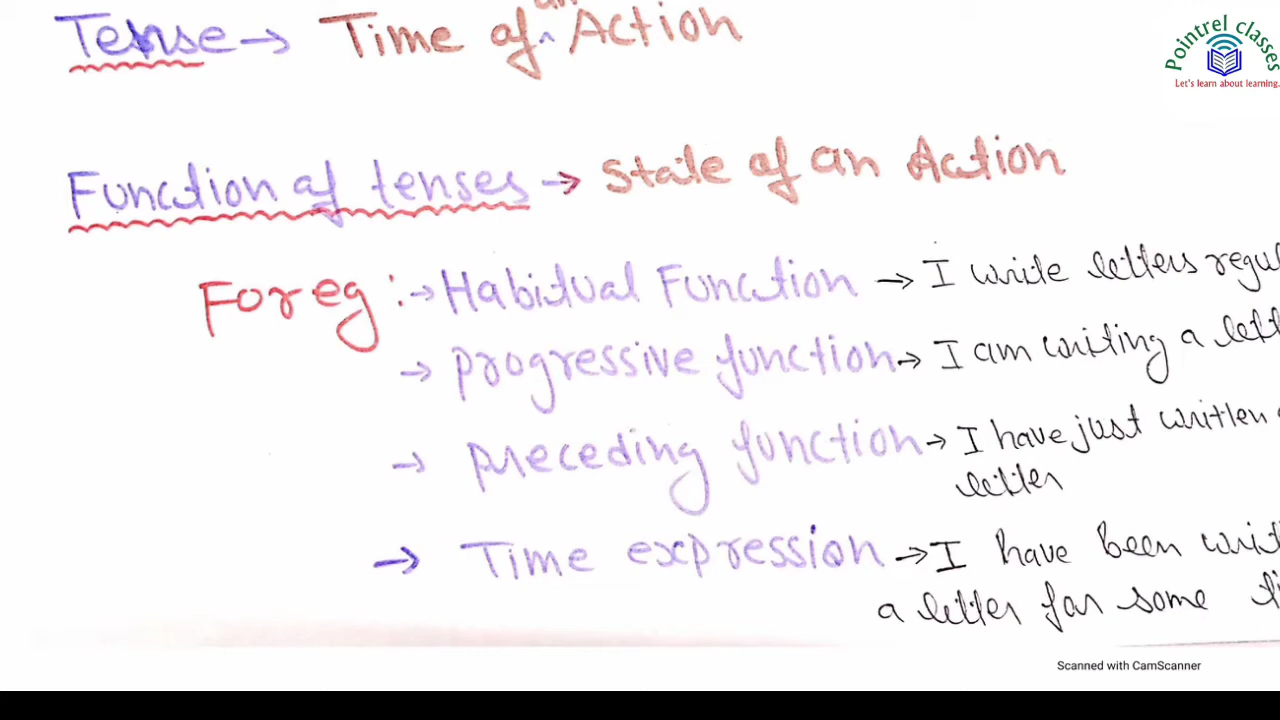 an
Tense → Time of ^ Action
Pointrel classes
Let's learn about learning.
Function of tenses → State of an Action
For eg :→ Habitual Function → I write letters regul
→ Progressive function → I am writing a lett
→ Preceding function → I have just written a
letter
→ Time expression → I have been writ
a letter for some ti
Scanned with CamScanner